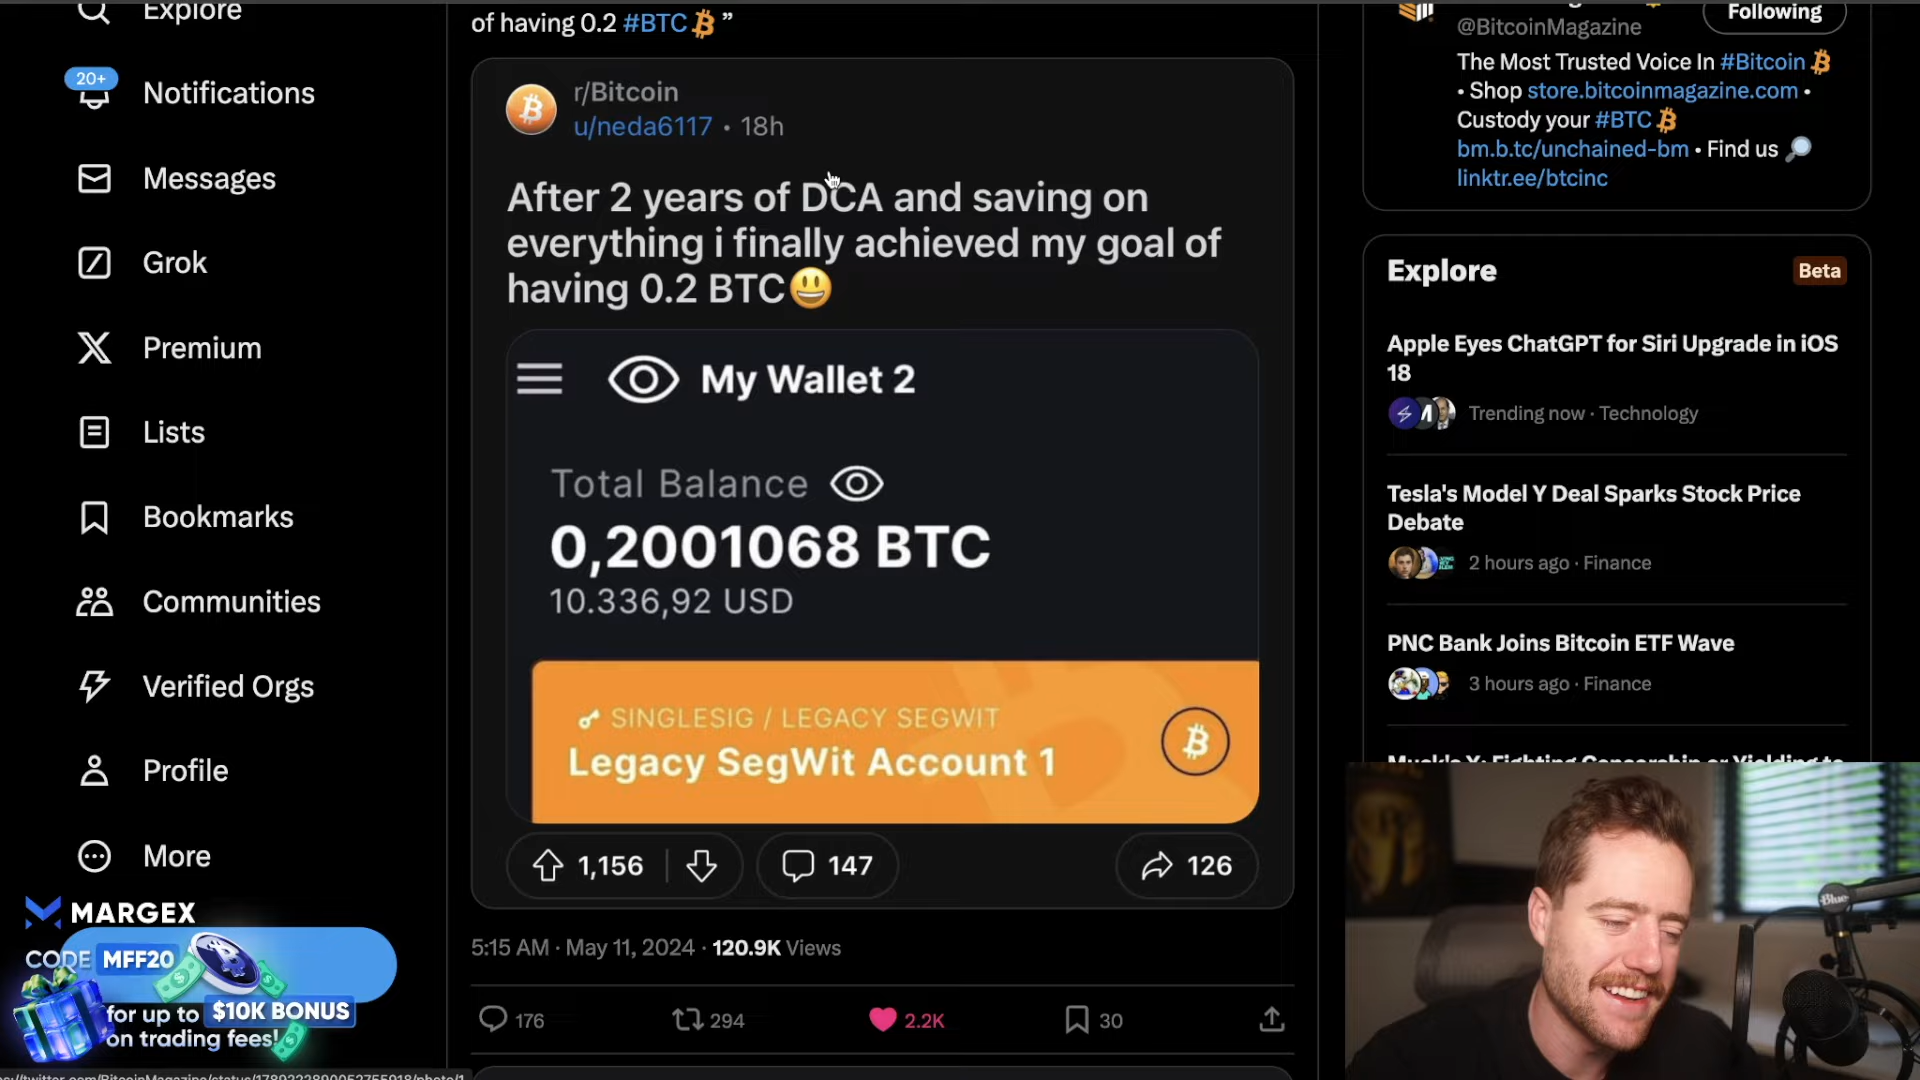 Explore
20+
Notifications
Messages
Grok
Premium
Lists
Bookmarks
Communities
Verified Orgs
Profile
More
MARGEX
CODE MFF20
for up to $10K BONUS
on trading fees!
of having 0.2 #BTC ”
r/Bitcoin
u/neda6117 · 18h
After 2 years of DCA and saving on
everything i finally achieved my goal of
having 0.2 BTC😃
My Wallet 2
Total Balance
0,2001068 BTC
10.336,92 USD
SINGLESIG / LEGACY SEGWIT
Legacy SegWit Account 1
1,156
147
126
5:15 AM · May 11, 2024 · 120.9K Views
176
294
2.2K
30
@BitcoinMagazine
Following
The Most Trusted Voice In #Bitcoin
• Shop store.bitcoinmagazine.com •
Custody your #BTC
bm.b.tc/unchained-bm • Find us 🔎
linktr.ee/btcinc
Explore
Beta
Apple Eyes ChatGPT for Siri Upgrade in iOS
18
Trending now · Technology
Tesla's Model Y Deal Sparks Stock Price
Debate
2 hours ago · Finance
PNC Bank Joins Bitcoin ETF Wave
3 hours ago · Finance
Blue